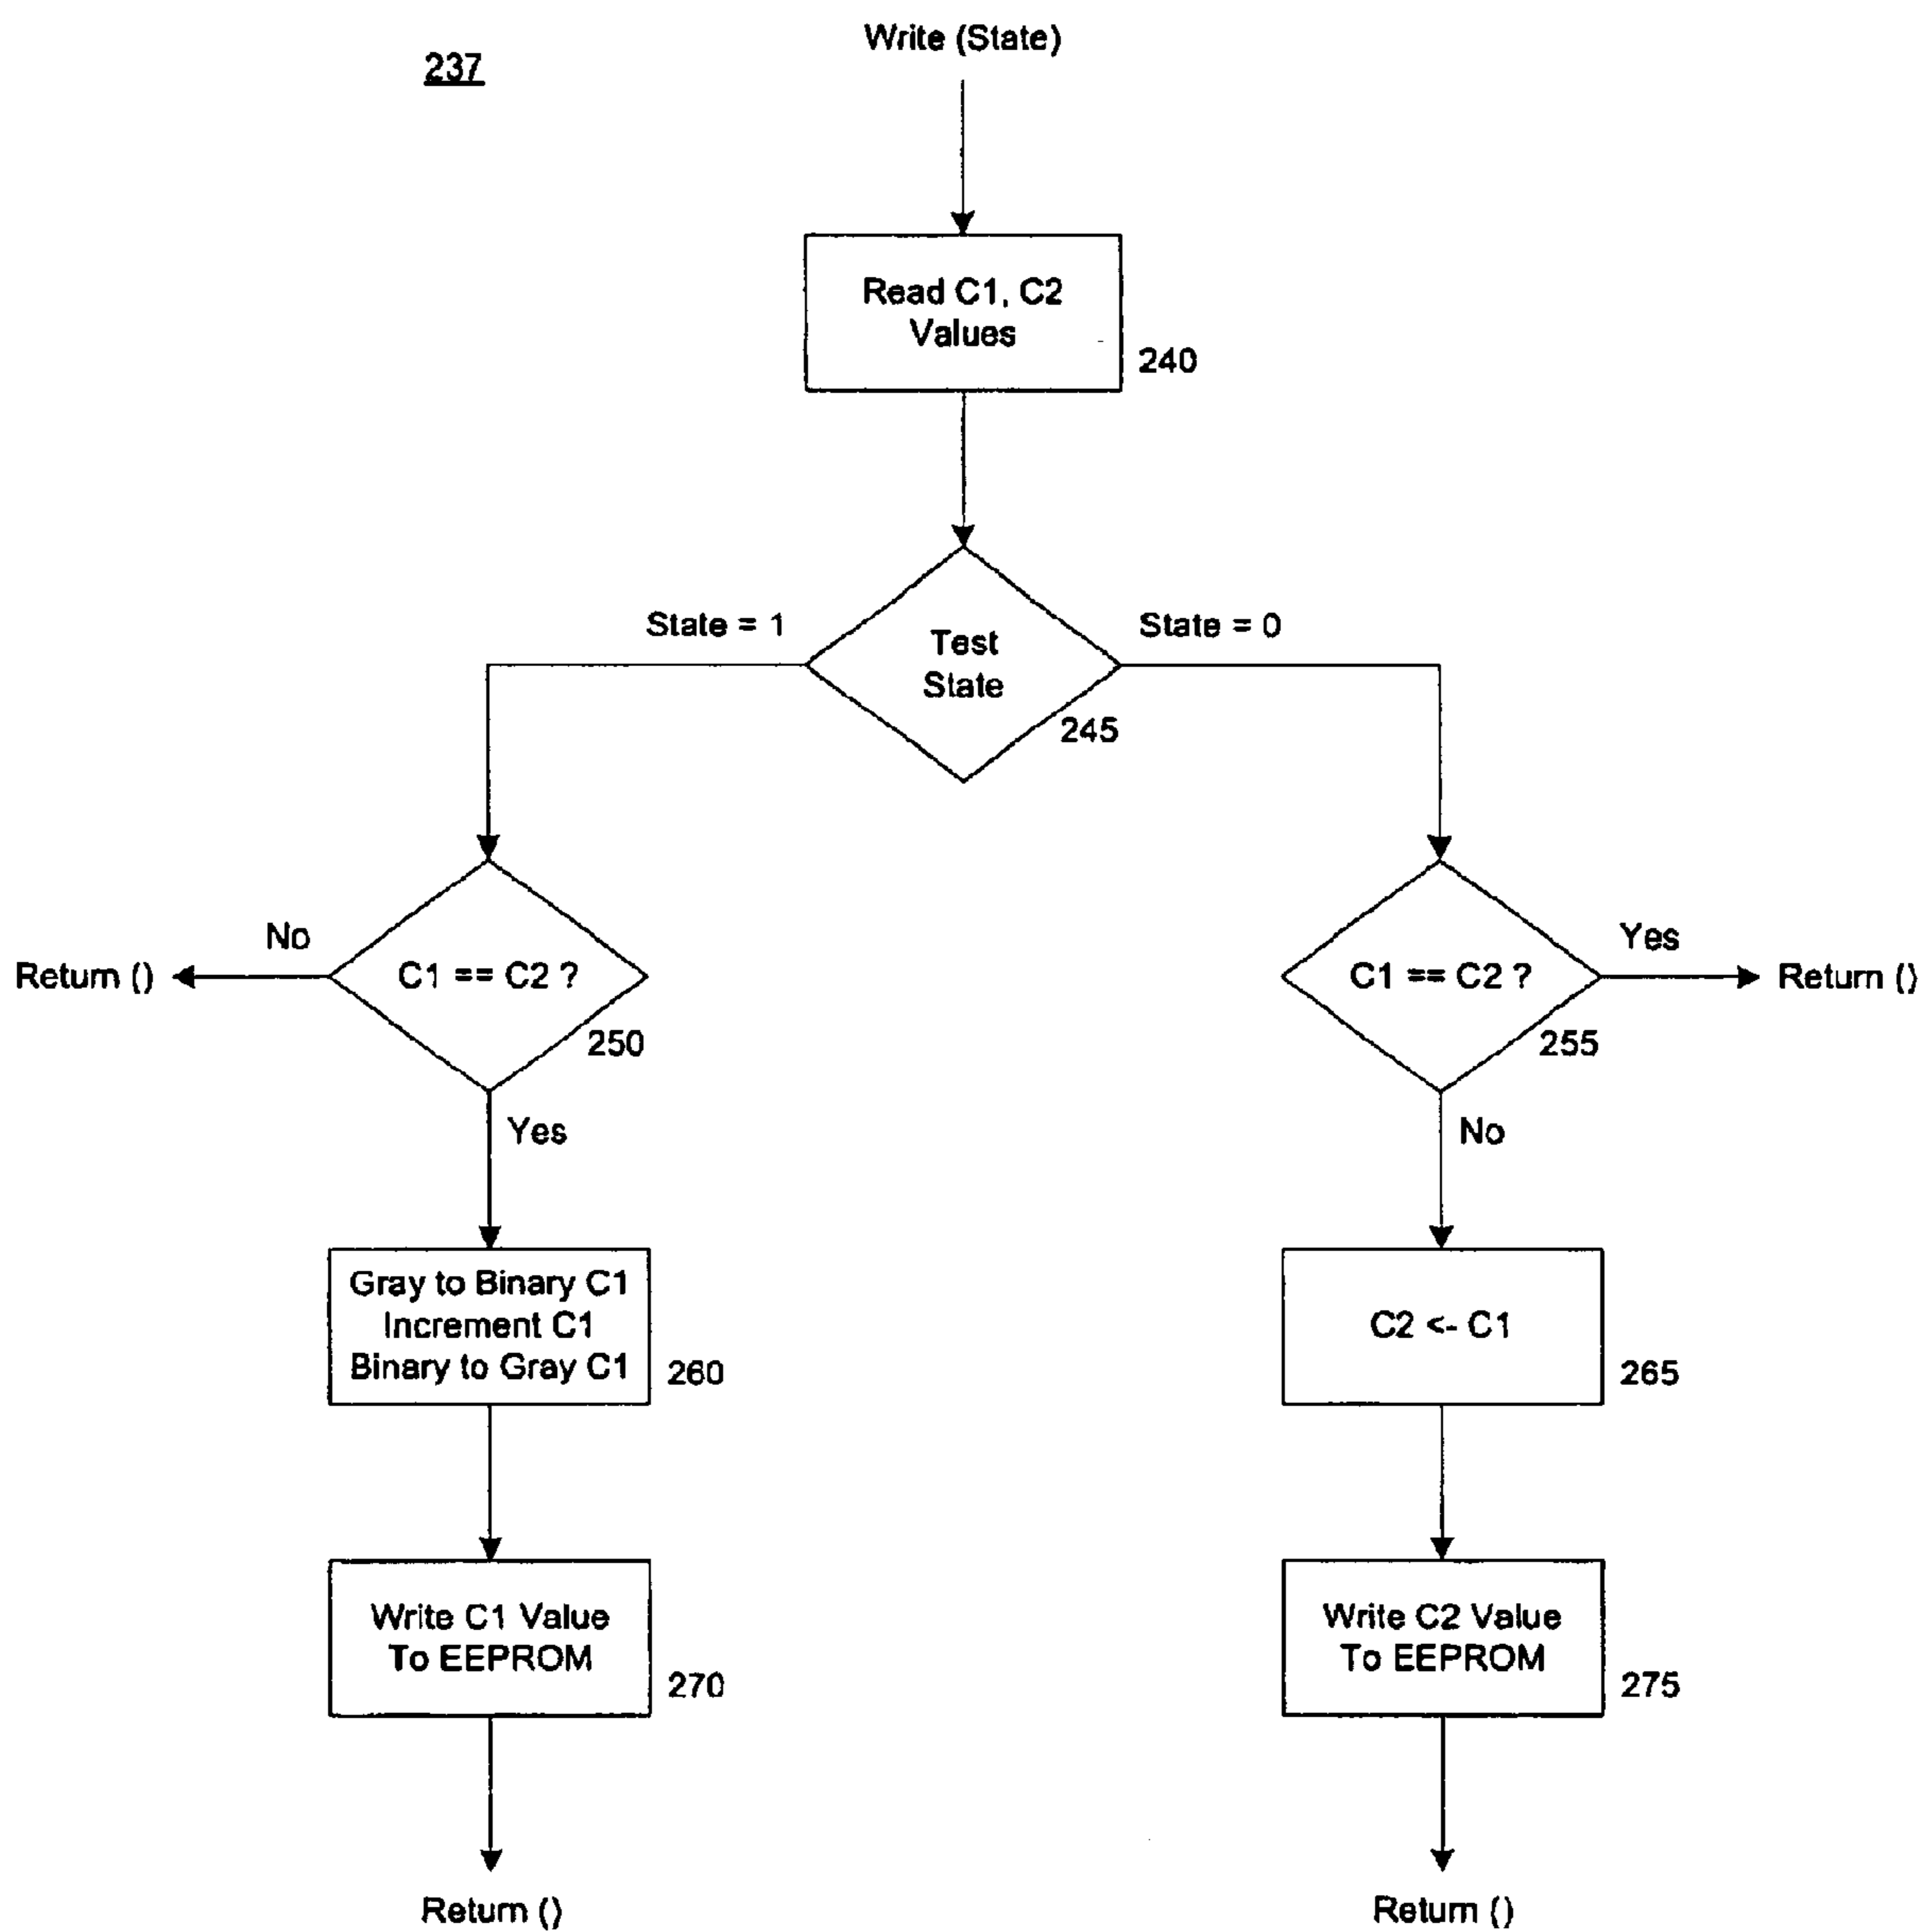 237
Write (State)
Read C1, C2
Values
240
State = 1
Test
State
State = 0
245
No
Return ()
C1 == C2 ?
250
Yes
C1 == C2 ?
Yes
Return ()
255
No
Gray to Binary C1
Increment C1
Binary to Gray C1
260
C2 <- C1
265
Write C1 Value
To EEPROM
270
Write C2 Value
To EEPROM
275
Return ()
Return ()